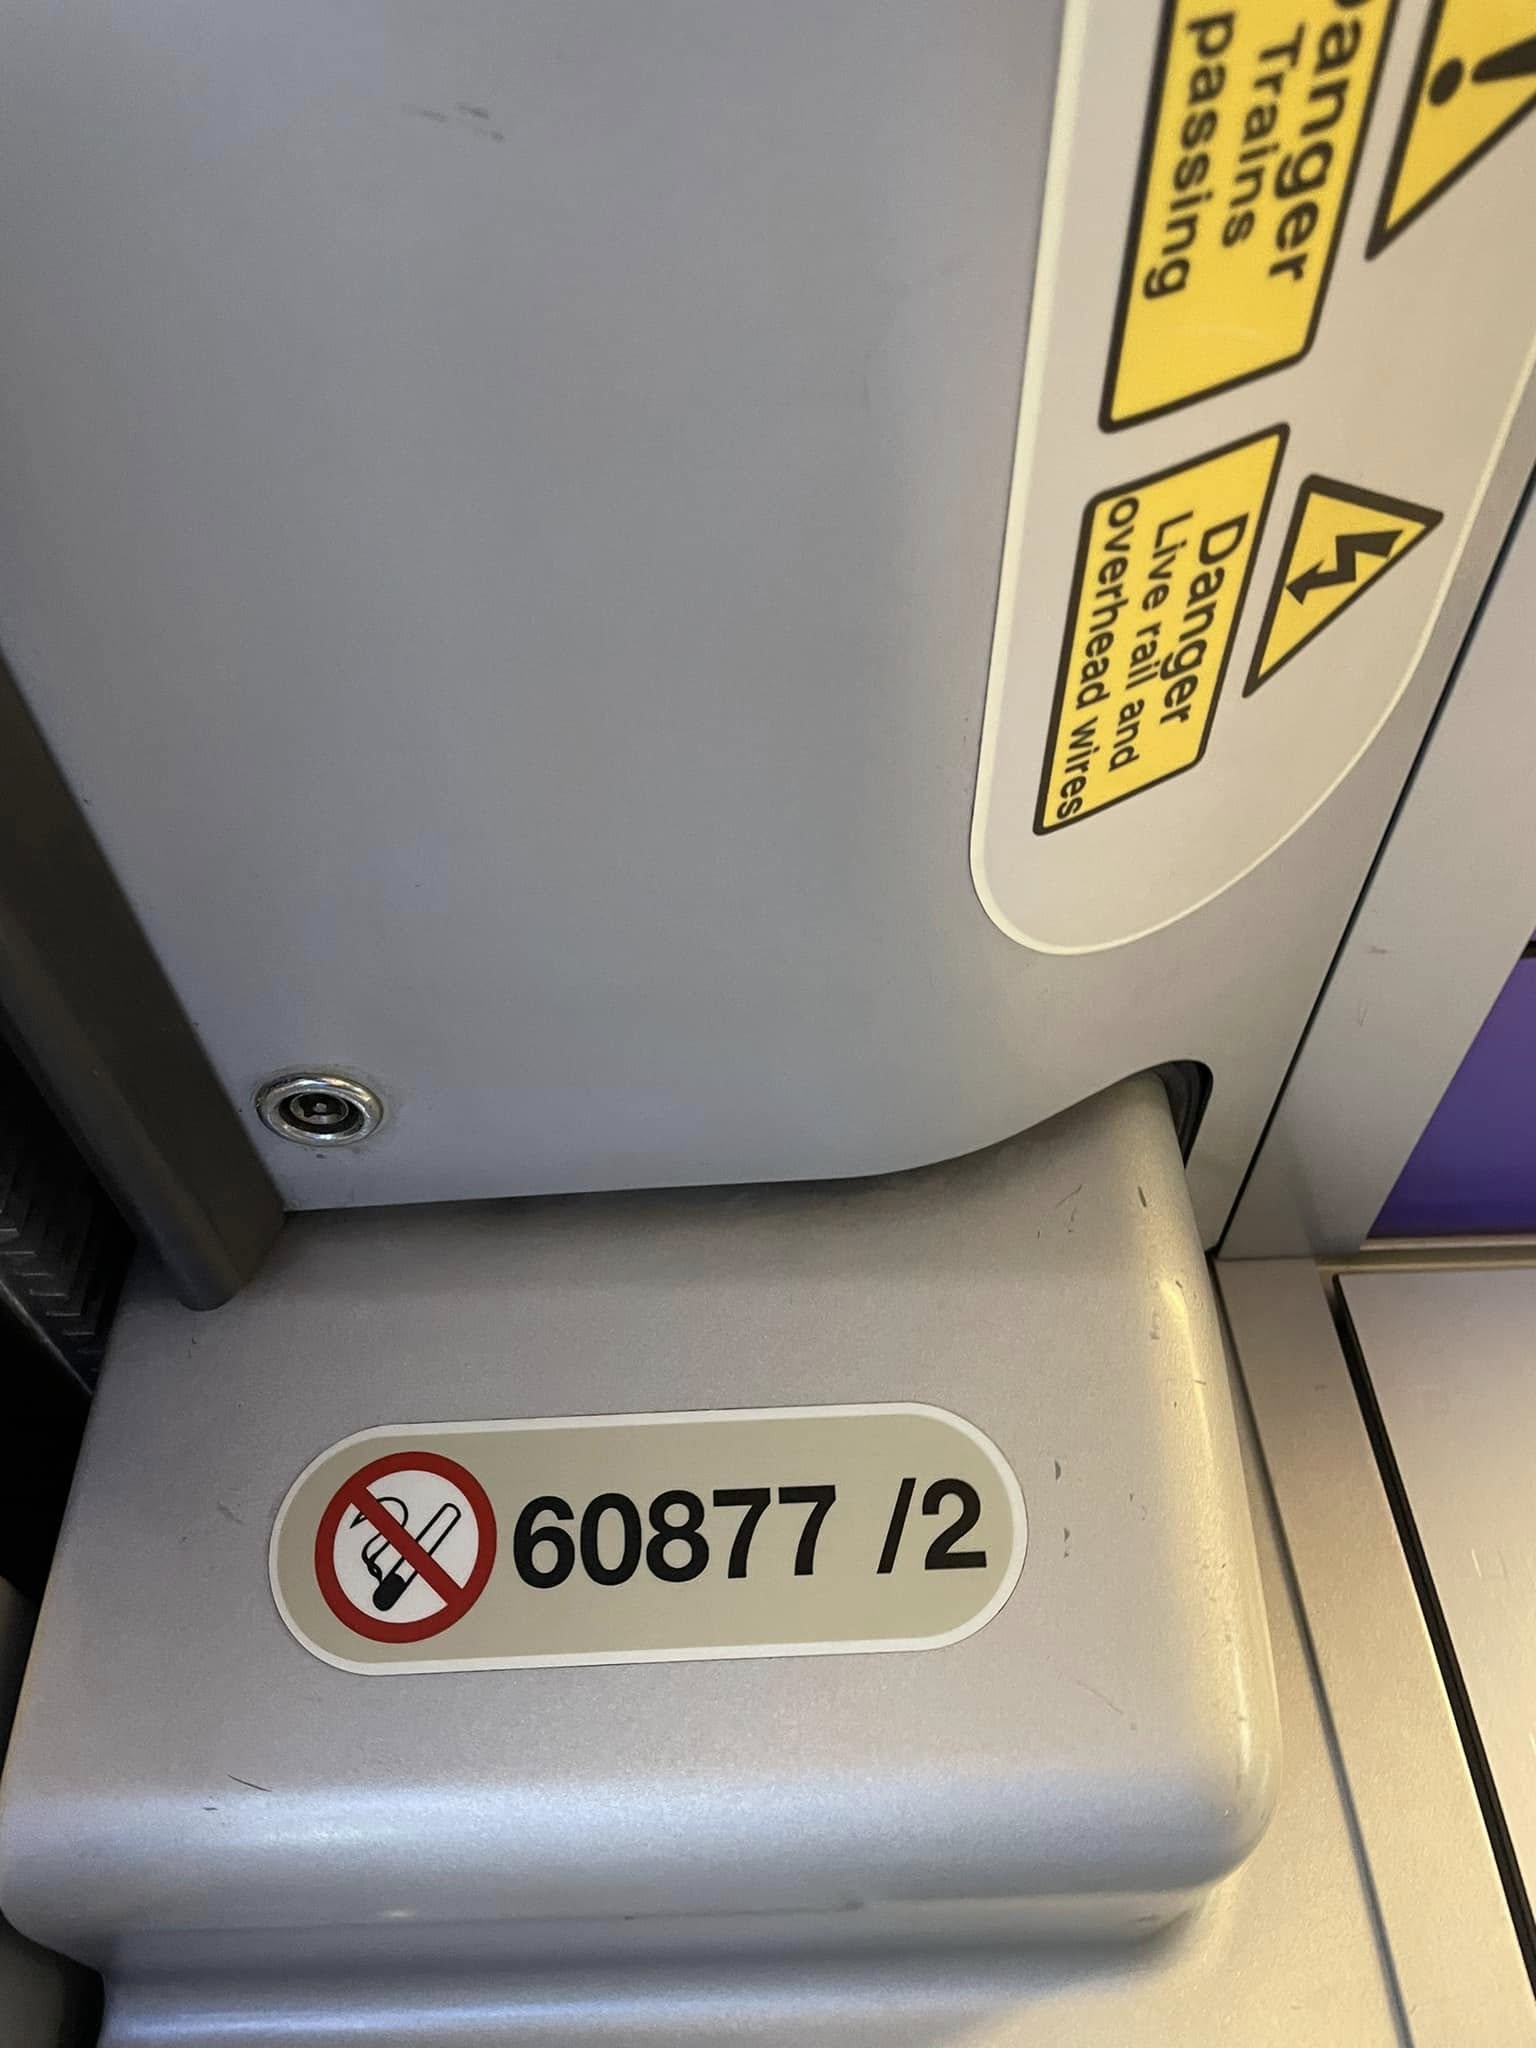 Danger
Trains
passing
Danger
Live rail and
overhead wires
60877 /2